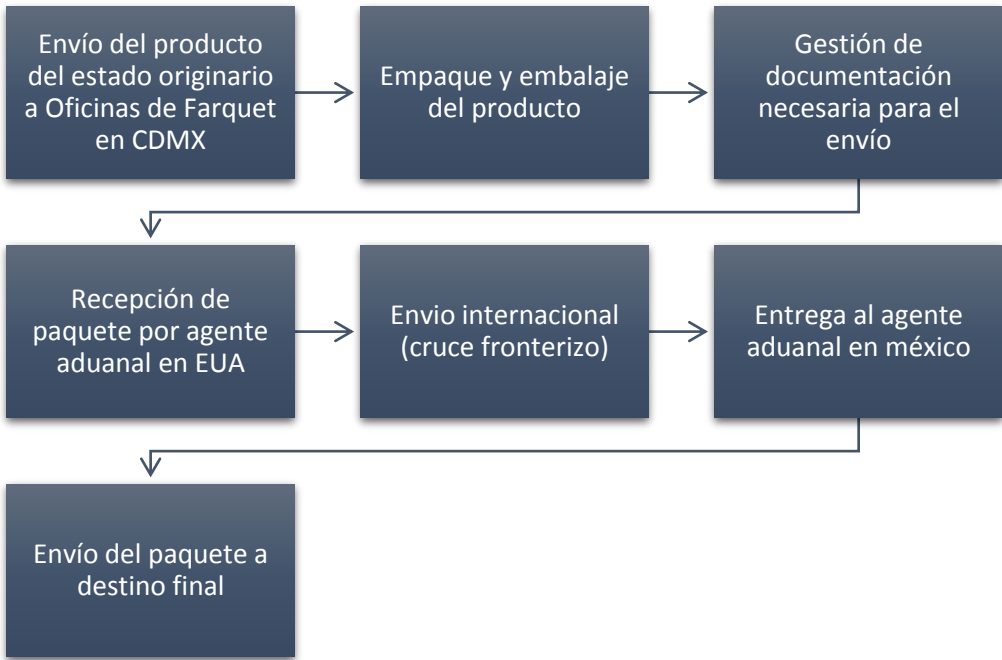 Envío del producto
del estado originario
a Oficinas de Farquet
en CDMX
Empaque y embalaje
del producto
Gestión de
documentación
necesaria para el
envío
Recepción de
paquete por agente
aduanal en EUA
Envio internacional
(cruce fronterizo)
Entrega al agente
aduanal en méxico
Envío del paquete a
destino final